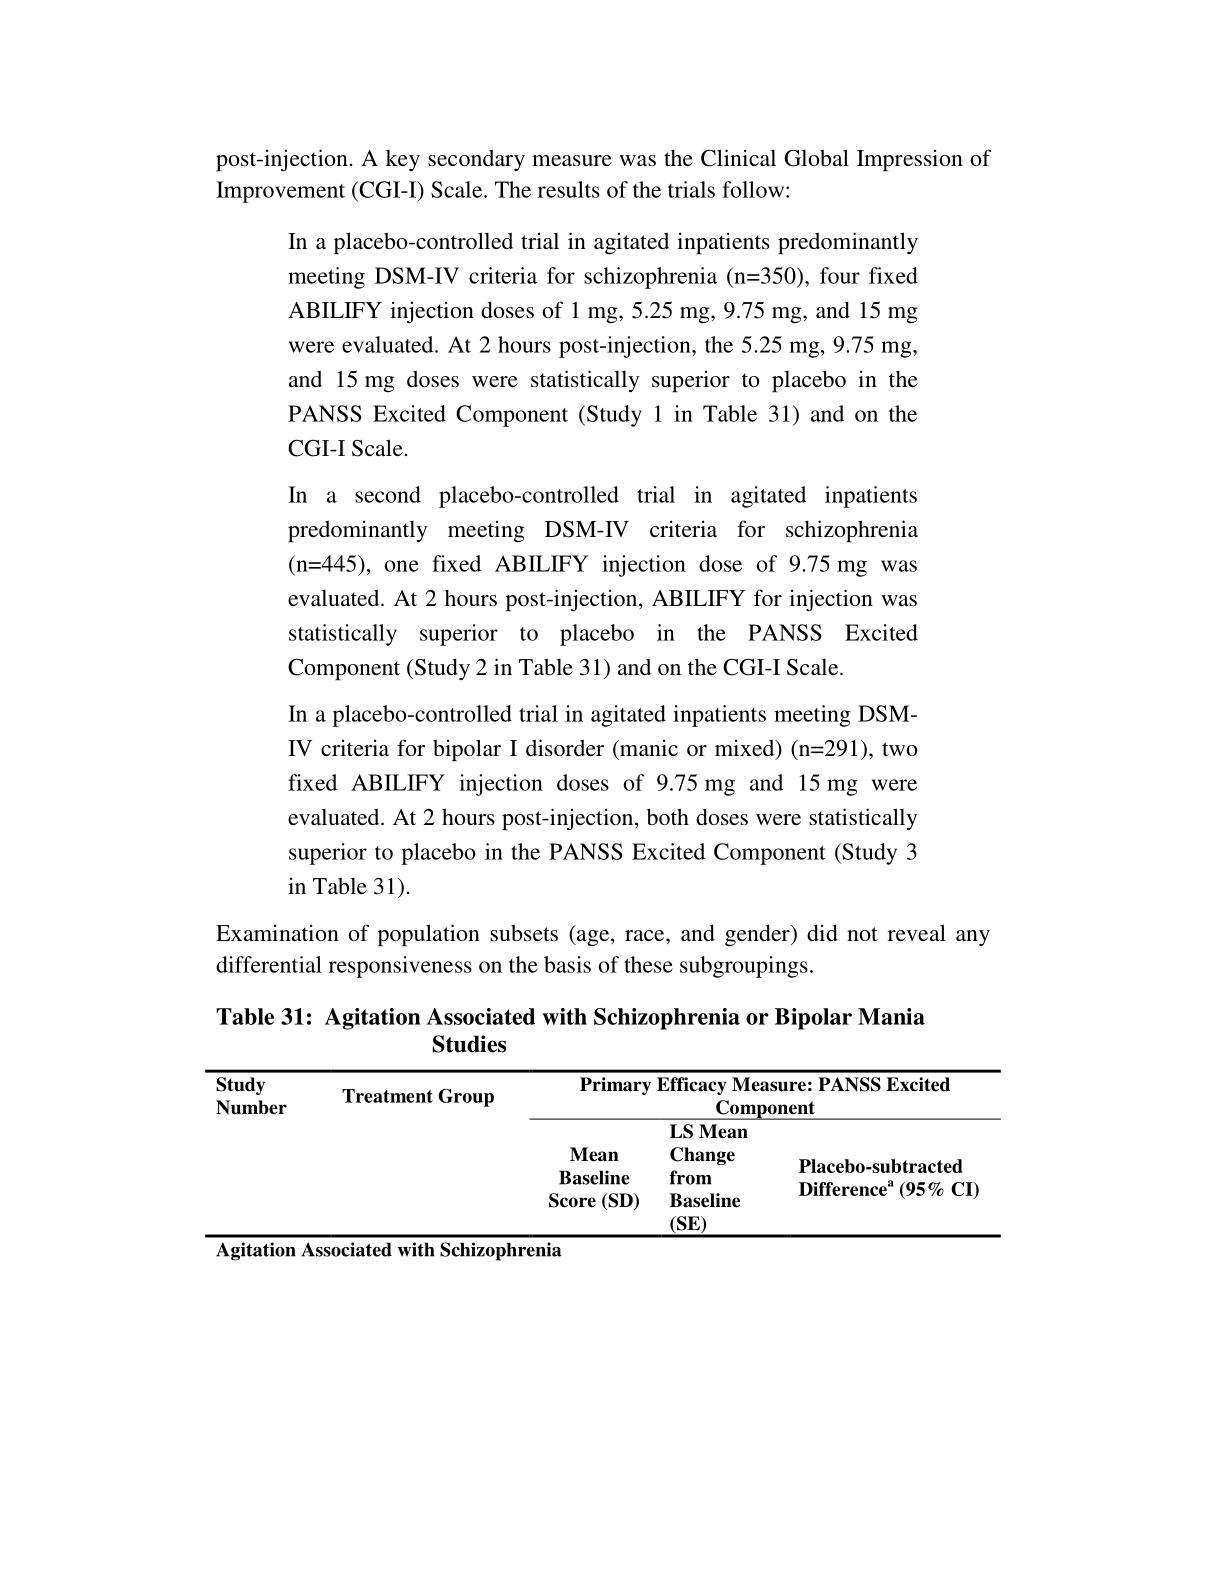 post-injection. A key secondary measure was the Clinical Global Impression of
Improvement (CGI-I) Scale. The results of the trials follow:
In a placebo-controlled trial in agitated inpatients predominantly
meeting DSM-IV criteria for schizophrenia (n=350), four fixed
ABILIFY injection doses of 1 mg, 5.25 mg, 9.75 mg, and 15 mg
were evaluated. At 2 hours post-injection, the 5.25 mg, 9.75 mg,
and 15 mg doses were statistically superior to placebo in the
PANSS Excited Component (Study 1 in Table 31) and on the
CGI-I Scale.
In a second placebo-controlled trial in agitated inpatients
predominantly meeting DSM-IV criteria for schizophrenia
(n=445), one fixed ABILIFY injection dose of 9.75 mg was
evaluated. At 2 hours post-injection, ABILIFY for injection was
statistically superior to placebo in the PANSS Excited
Component (Study 2 in Table 31) and on the CGI-I Scale.
In a placebo-controlled trial in agitated inpatients meeting DSM-
IV criteria for bipolar I disorder (manic or mixed) (n=291), two
fixed ABILIFY injection doses of 9.75 mg and 15 mg were
evaluated. At 2 hours post-injection, both doses were statistically
superior to placebo in the PANSS Excited Component (Study 3
in Table 31).
Examination of population subsets (age, race, and gender) did not reveal any
differential responsiveness on the basis of these subgroupings.
Table 31: Agitation Associated with Schizophrenia or Bipolar Mania
Studies
Study
Number
Treatment Group
Primary Efficacy Measure: PANSS Excited
Component
Mean
Baseline
Score (SD)
LS Mean
Change
from
Baseline
(SE)
Placebo-subtracted
Difference<sup>a</sup> (95% CI)
Agitation Associated with Schizophrenia